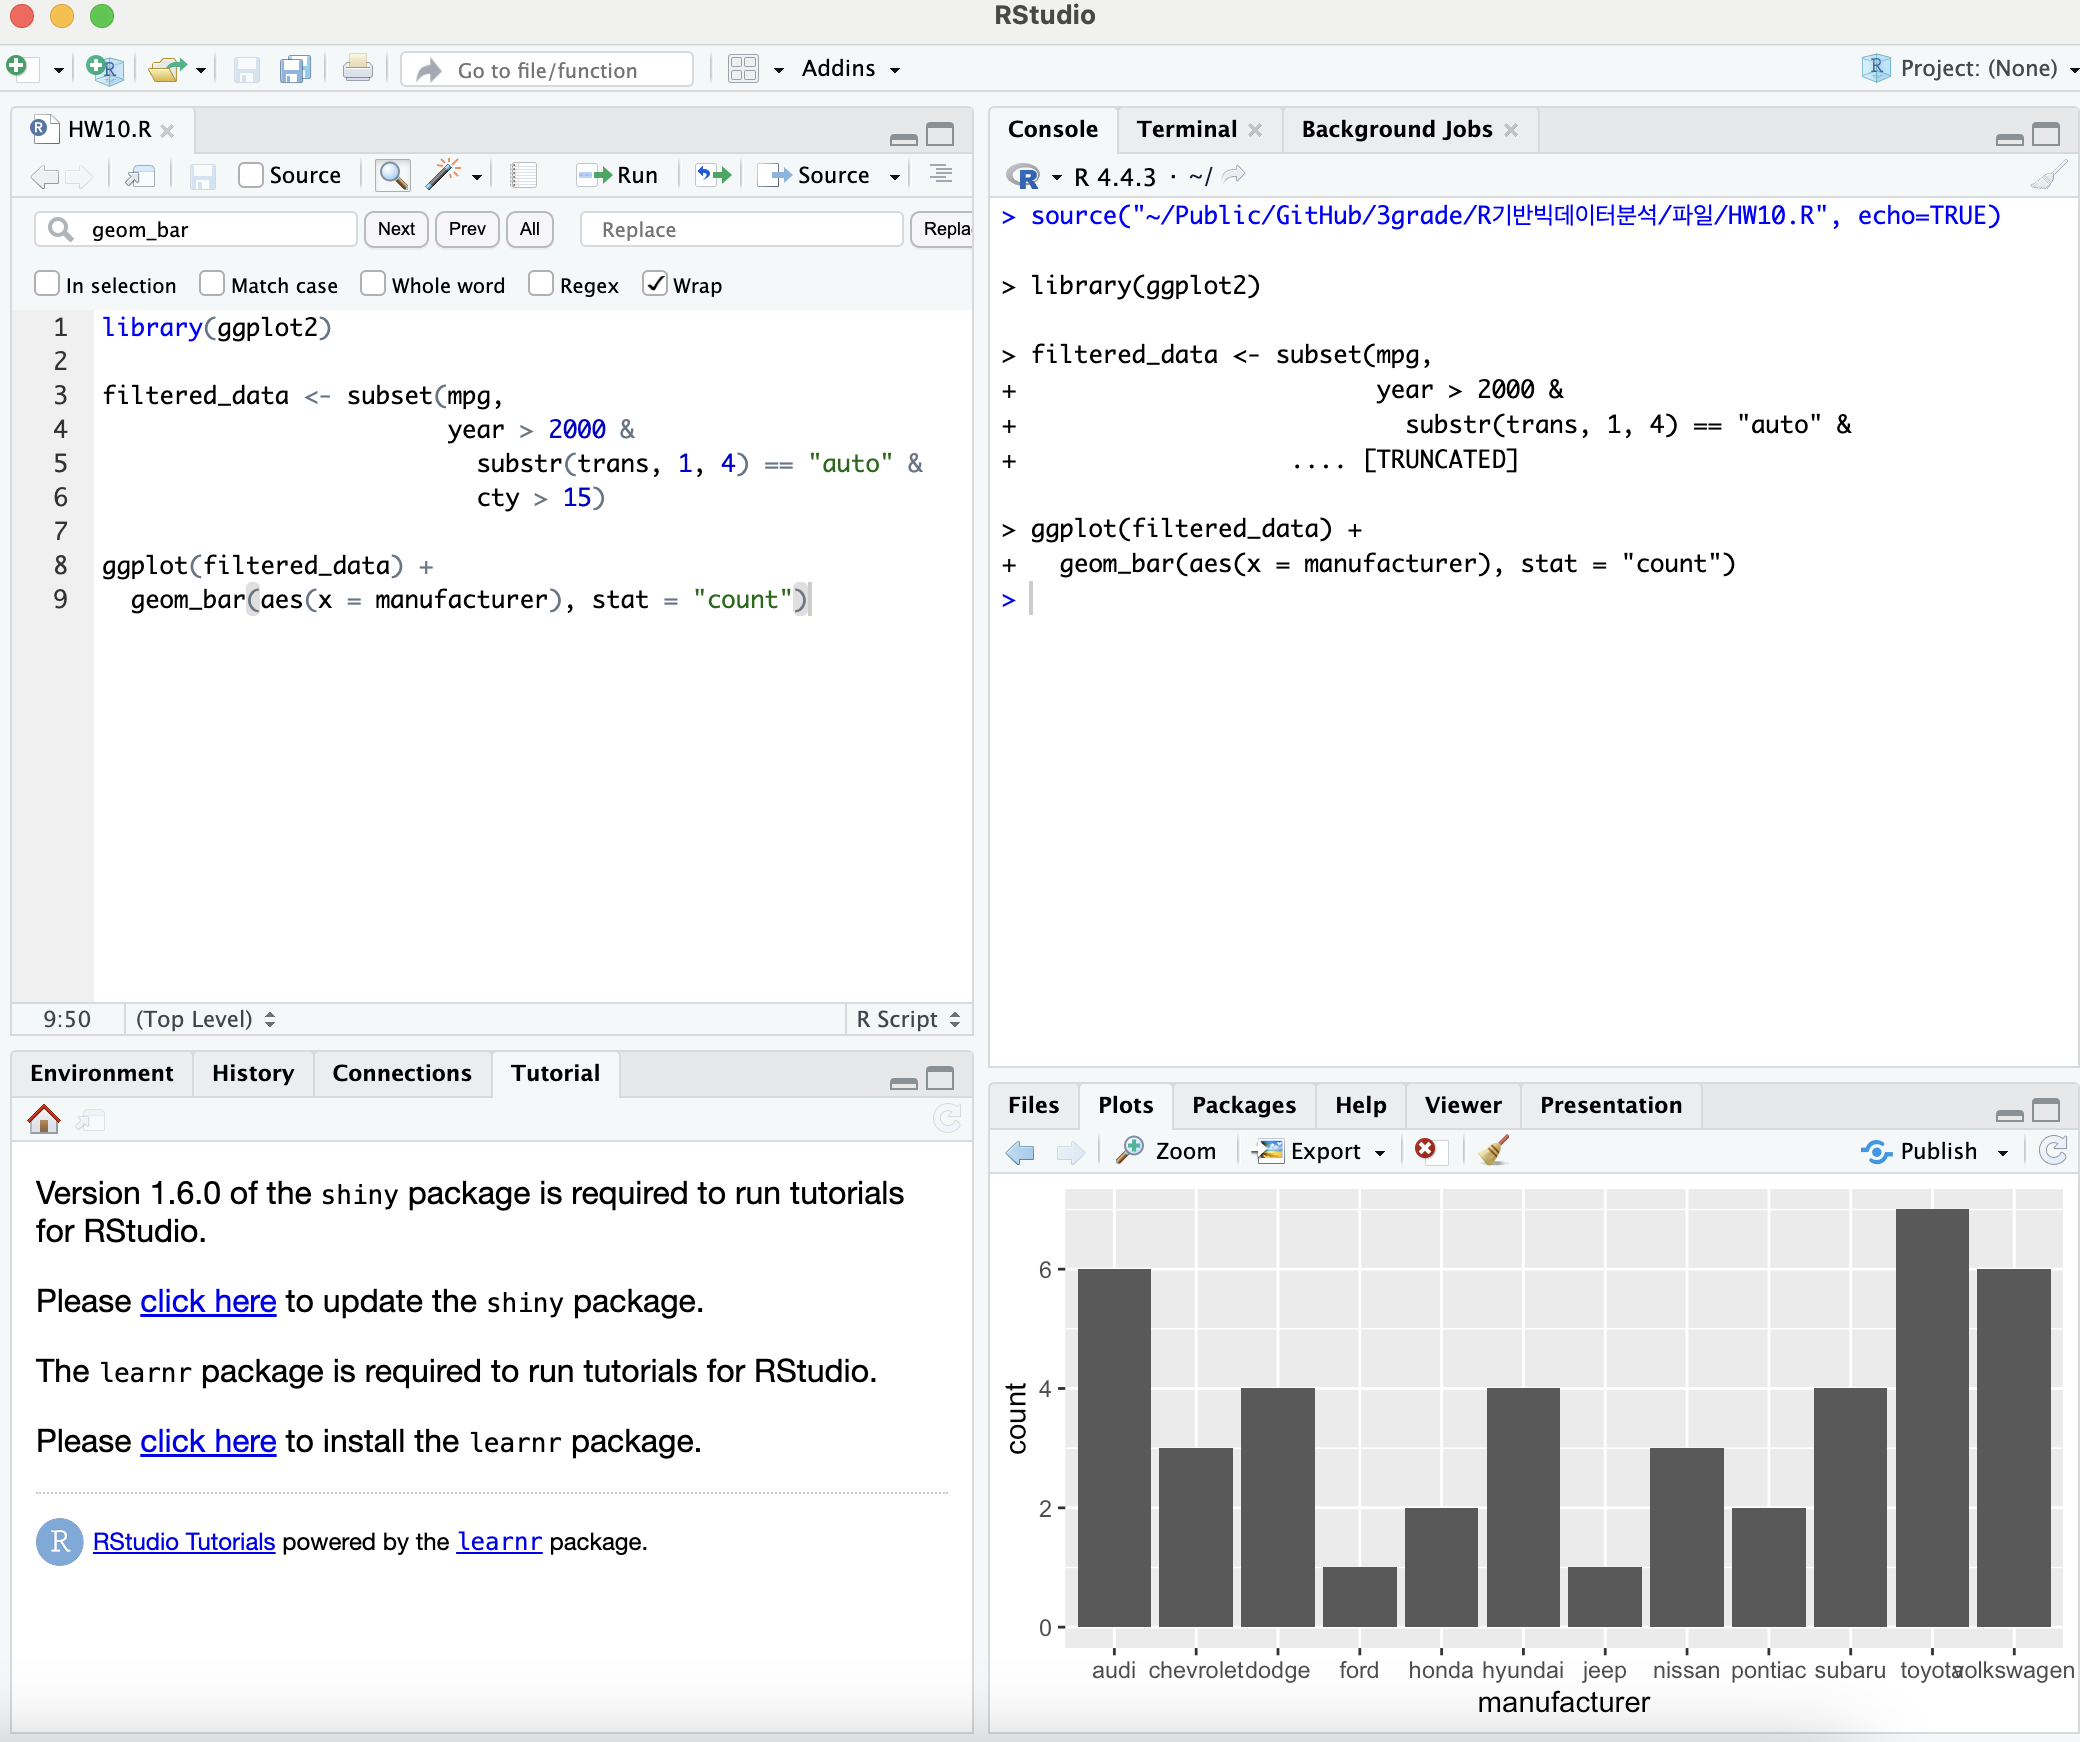 RStudio
Go to file/function
Addins
Project: (None)
HW10.R
Source
Run
Source
geom_bar
Next
Prev
All
Replace
Repla
In selection
Match case
Whole word
Regex
Wrap
1 library(ggplot2)
2
3 filtered_data <- subset(mpg,
4 year > 2000 &
5 substr(trans, 1, 4) == "auto" &
6 cty > 15)
7
8 ggplot(filtered_data) +
9 geom_bar(aes(x = manufacturer), stat = "count")
9:50
(Top Level)
R Script
Console
Terminal
Background Jobs
R 4.4.3 · ~/
> source("~/Public/GitHub/3grade/R기반빅데이터분석/파일/HW10.R", echo=TRUE)
> library(ggplot2)
> filtered_data <- subset(mpg,
+ year > 2000 &
+ substr(trans, 1, 4) == "auto" &
+ .... [TRUNCATED]
> ggplot(filtered_data) +
+ geom_bar(aes(x = manufacturer), stat = "count")
>
Environment
History
Connections
Tutorial
Version 1.6.0 of the shiny package is required to run tutorials
for RStudio.
Please click here to update the shiny package.
The learnr package is required to run tutorials for RStudio.
Please click here to install the learnr package.
R RStudio Tutorials powered by the learnr package.
Files
Plots
Packages
Help
Viewer
Presentation
Zoom
Export
Publish
6
4
2
0
count
audi chevrolet dodge ford honda hyundai jeep nissan pontiac subaru toyota volkswagen
manufacturer